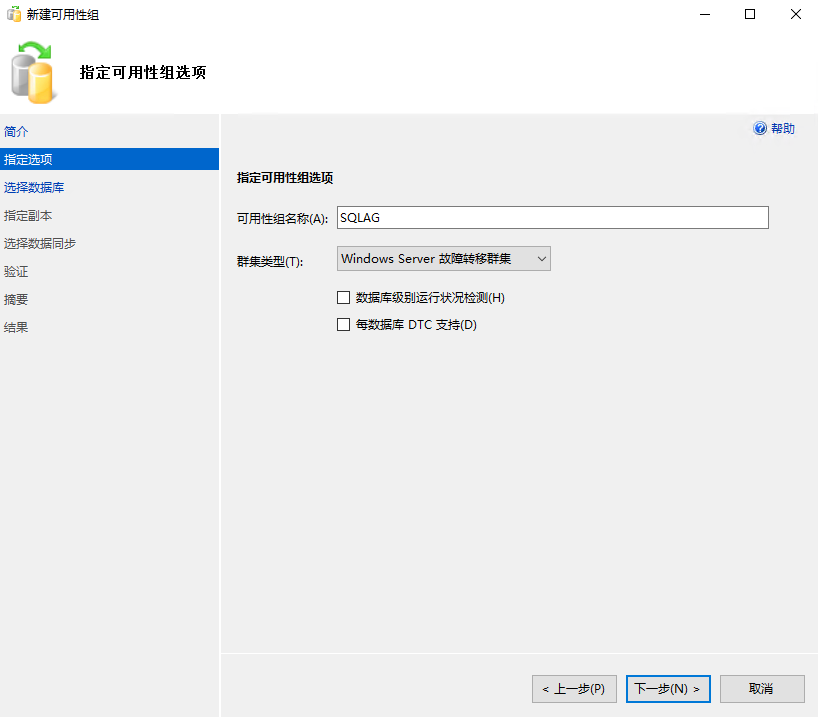 新建可用性组
指定可用性组选项
简介
指定选项
选择数据库
指定副本
选择数据同步
验证
摘要
结果
帮助
指定可用性组选项
可用性组名称(A): SQLAG
群集类型(T): Windows Server 故障转移群集
数据库级别运行状况检测(H)
每数据库 DTC 支持(D)
< 上一步(P) 下一步(N) > 取消